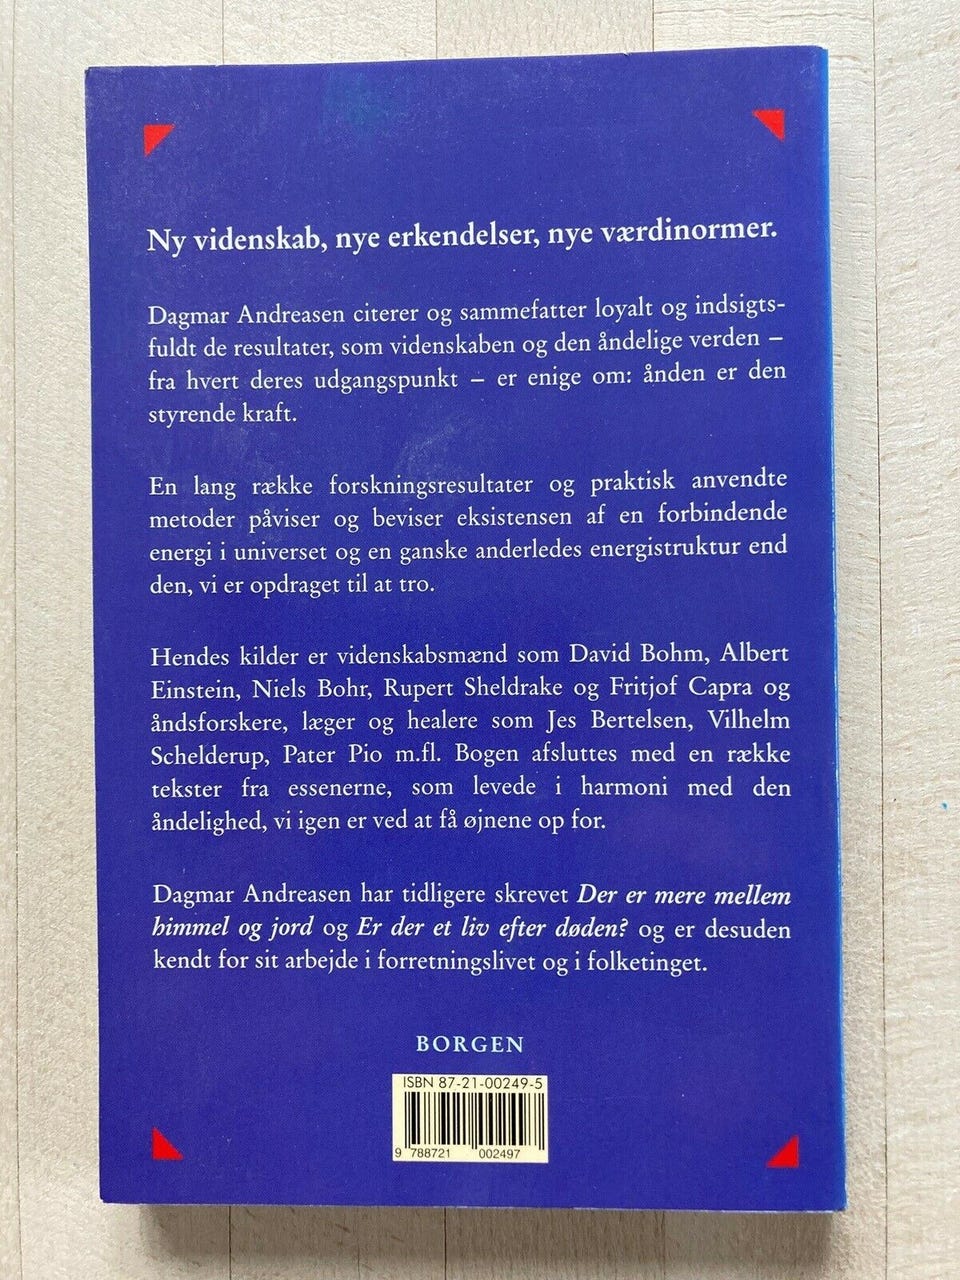 Ny videnskab, nye erkendelser, nye værdinormer.
Dagmar Andreasen citerer og sammefatter loyalt og indsigts-
fuldt de resultater, som videnskaben og den åndelige verden –
fra hvert deres udgangspunkt – er enige om: ånden er den
styrende kraft.
En lang række forskningsresultater og praktisk anvendte
metoder påviser og beviser eksistensen af en forbindende
energi i universet og en ganske anderledes energistruktur end
den, vi er opdraget til at tro.
Hendes kilder er videnskabsmænd som David Bohm, Albert
Einstein, Niels Bohr, Rupert Sheldrake og Fritjof Capra og
åndsforskere, læger og healere som Jes Bertelsen, Vilhelm
Schelderup, Pater Pio m.fl. Bogen afsluttes med en række
tekster fra essenerne, som levede i harmoni med den
åndelighed, vi igen er ved at få øjnene op for.
Dagmar Andreasen har tidligere skrevet Der er mere mellem
himmel og jord og Er der et liv efter døden? og er desuden
kendt for sit arbejde i forretningslivet og i folketinget.
BORGEN
ISBN 87-21-00249-5
9 788721 002497